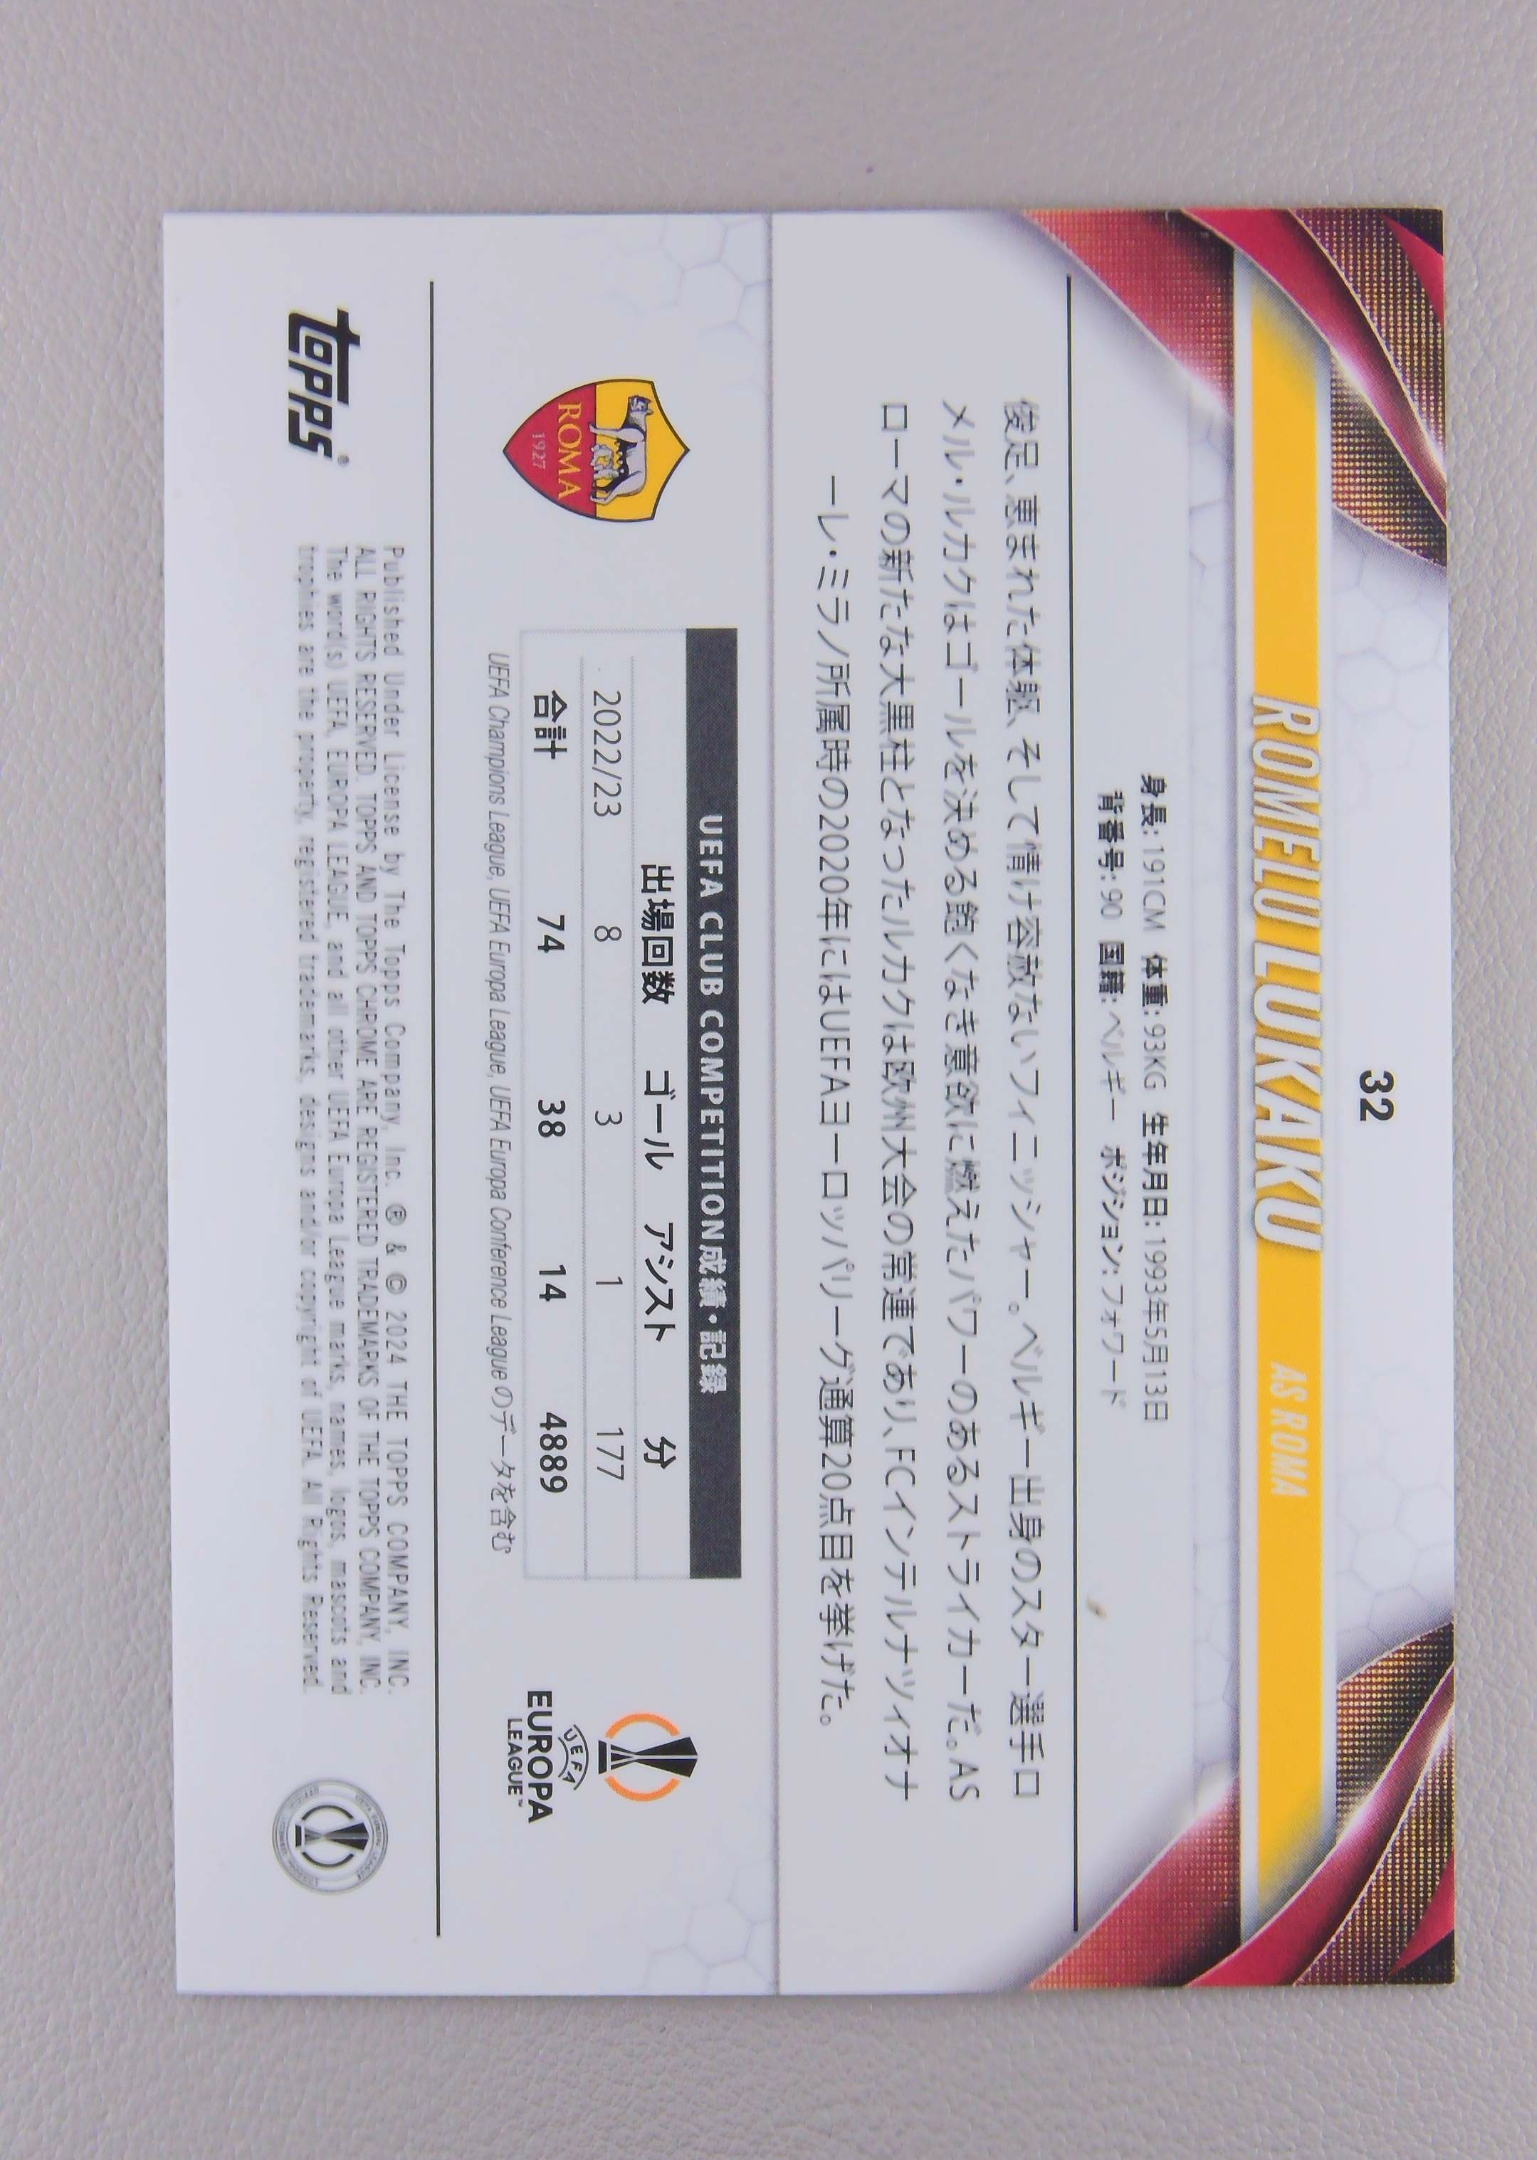 32
ROMELU LUKAKU AS ROMA
身長: 191CM 体重: 93KG 生年月日: 1993年5月13日
背番号: 90 国籍: ベルギー ポジション: フォワード
俊足、恵まれた体躯、そして情け容赦ないフィニッシャー。ベルギー出身のスター選手ロ
メル・ルカクはゴールを決める飽くなき意欲に燃えたパワーのあるストライカーだ。AS
ローマの新たな大黒柱となったルカクは欧州大会の常連であり、FCインテルナツィオナ
ーレ・ミラノ所属時の2020年にはUEFAヨーロッパリーグ通算20点目を挙げた。
UEFA CLUB COMPETITION成績・記録
出場回数 ゴール アシスト 分
2022/23 8 3 1 177
合計 74 38 14 4889
UEFA Champions League, UEFA Europa League, UEFA Europa Conference League のデータを含む
ROMA
1927
UEFA
EUROPA
LEAGUE™
topps®
Published Under License by The Topps Company, Inc. ® & © 2024 THE TOPPS COMPANY, INC.
ALL RIGHTS RESERVED. TOPPS AND TOPPS CHROME ARE REGISTERED TRADEMARKS OF THE TOPPS COMPANY, INC.
The word(s) UEFA, EUROPA LEAGUE, and all other UEFA Europa League marks, names, logos, mascots and
trophies are the property, registered trademarks, designs and/or copyright of UEFA. All Rights Reserved.